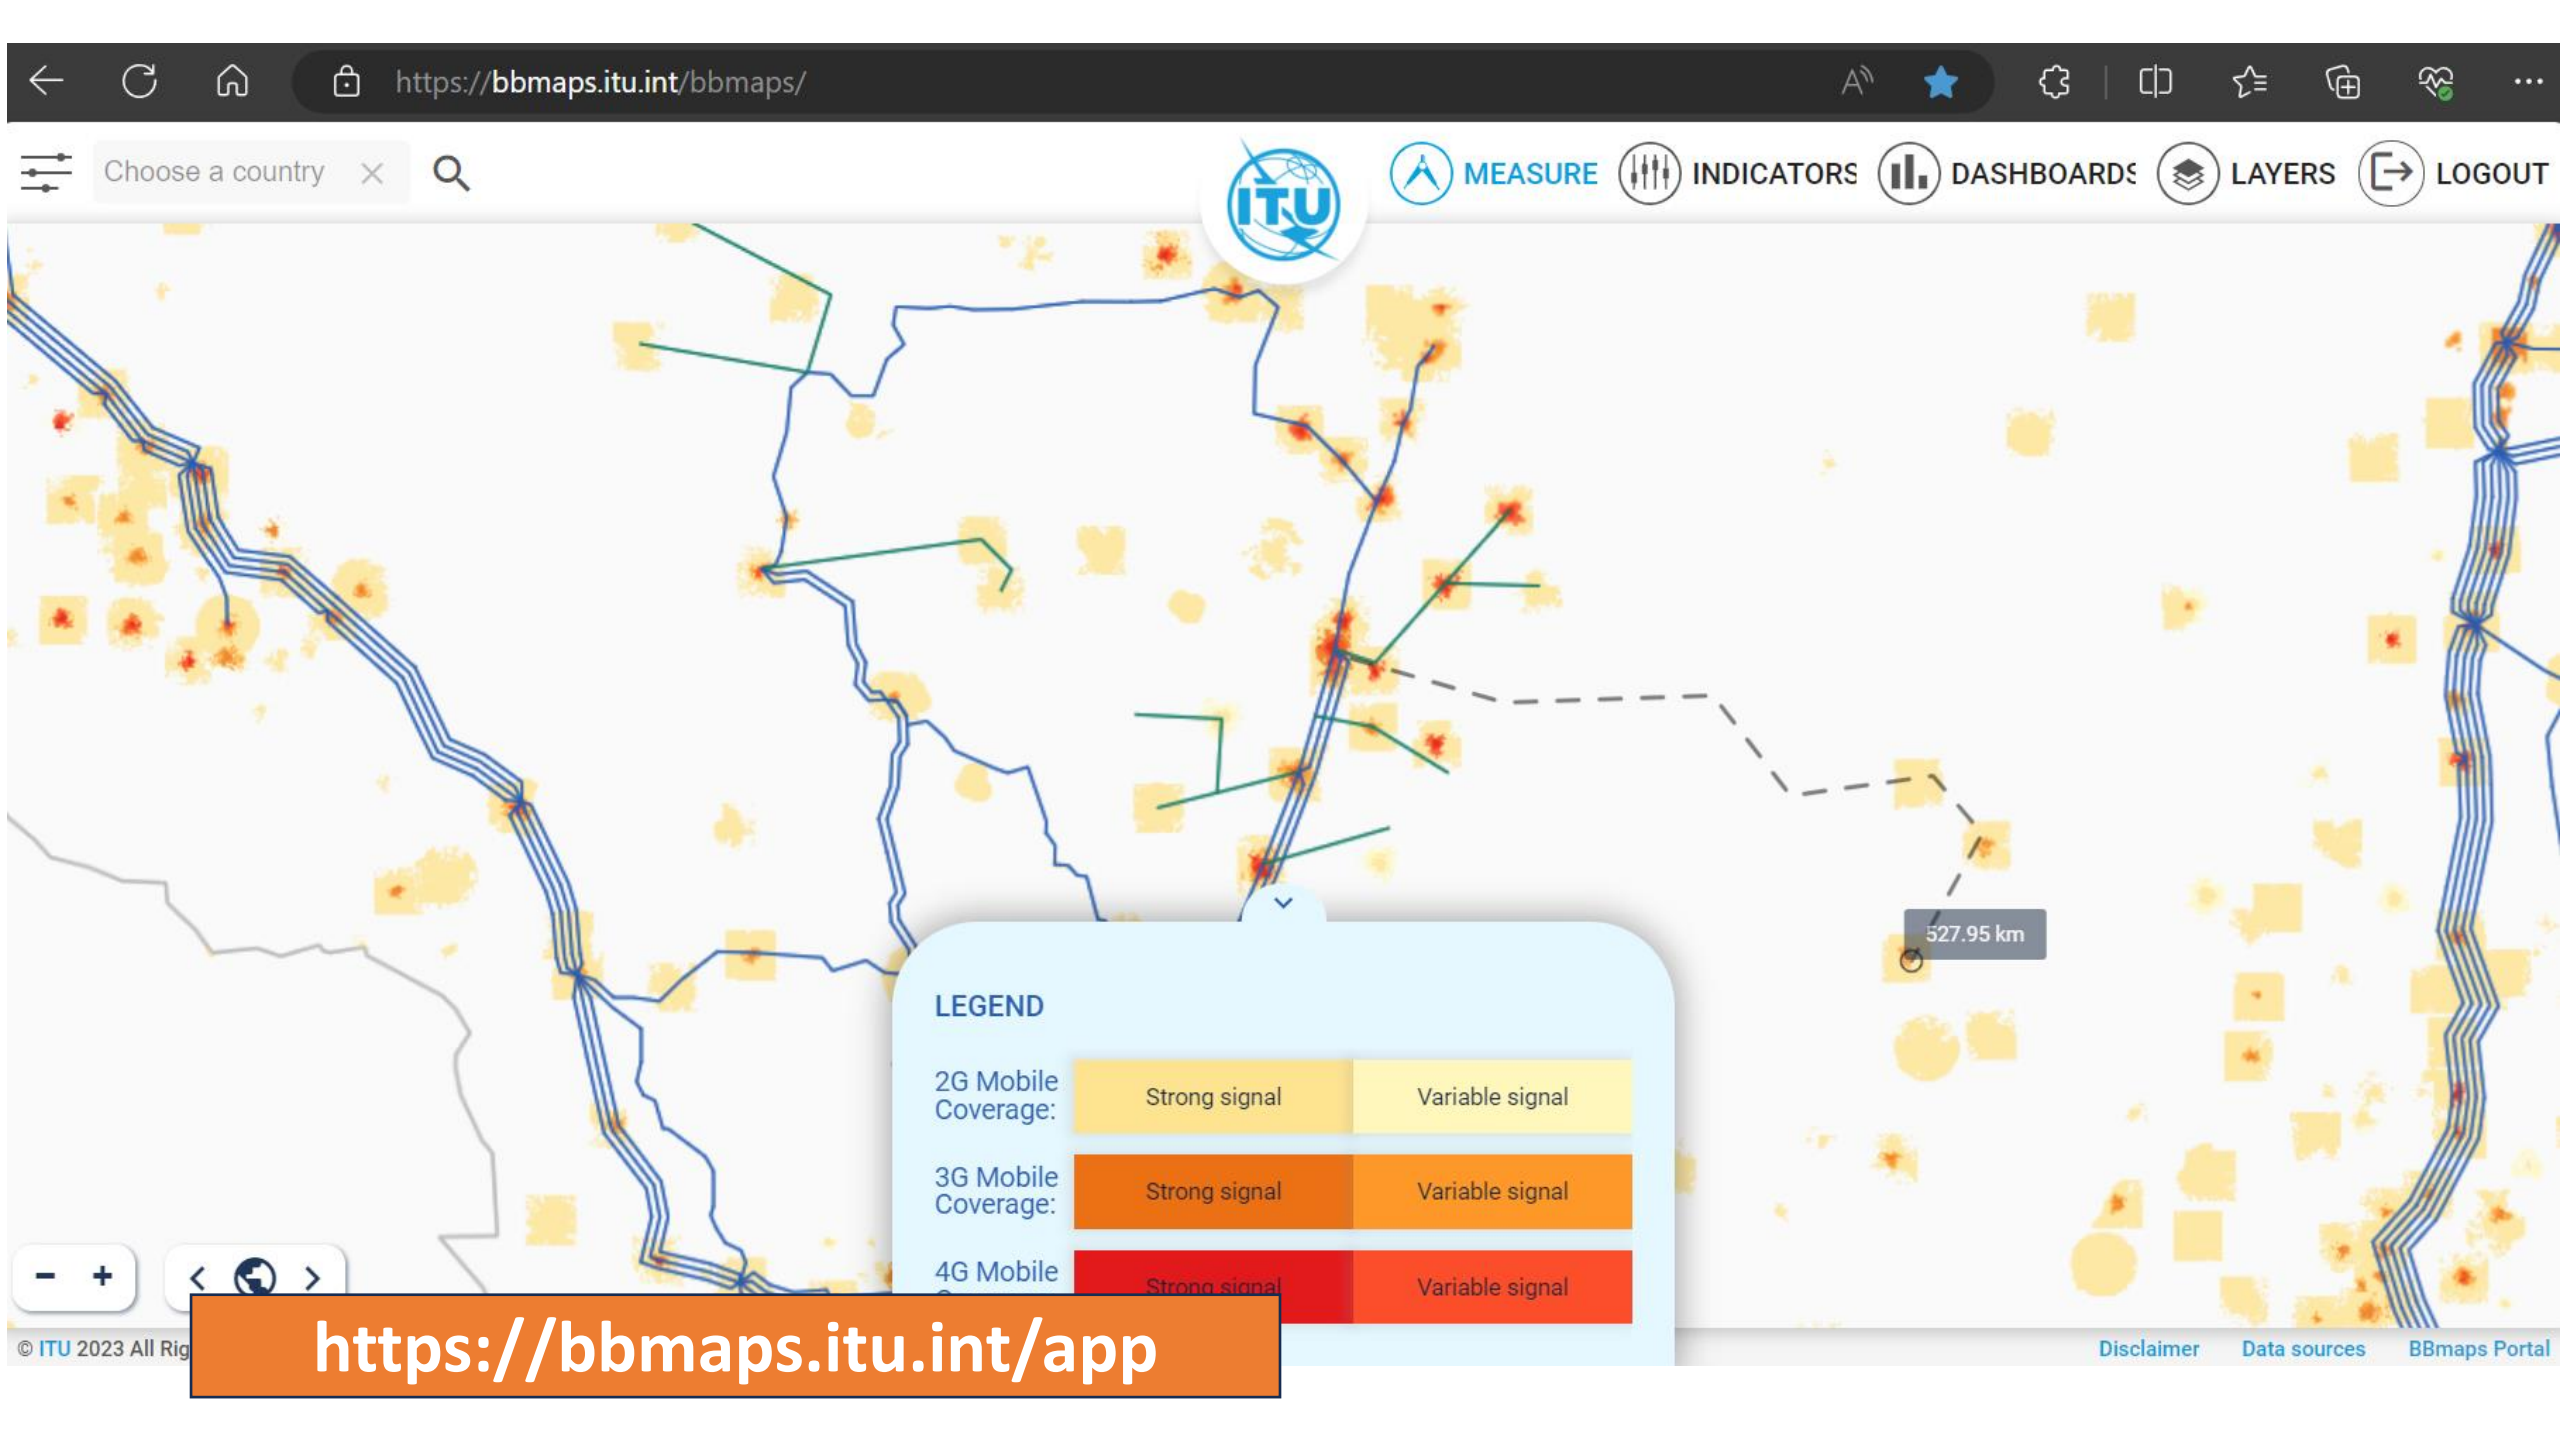 https://bbmaps.itu.int/bbmaps/
Choose a country
ITU
MEASURE
INDICATORS
DASHBOARDS
LAYERS
LOGOUT
527.95 km
LEGEND
2G Mobile
Coverage:
Strong signal
Variable signal
3G Mobile
Coverage:
Strong signal
Variable signal
4G Mobile
Strong signal
Variable signal
https://bbmaps.itu.int/app
© ITU 2023 All Rig
Disclaimer
Data sources
BBmaps Portal